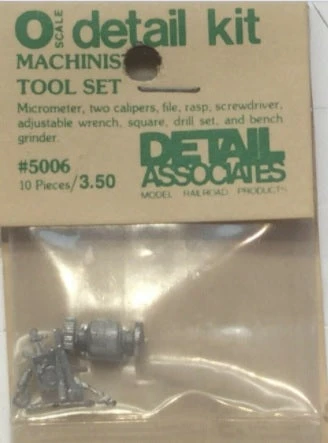 O SCALE detail kit
MACHINIST
TOOL SET
Micrometer, two calipers, file, rasp, screwdriver,
adjustable wrench, square, drill set, and bench
grinder.
#5006
10 Pieces/3.50
DETAIL
ASSOCIATES
MODEL RAILROAD PRODUCTS